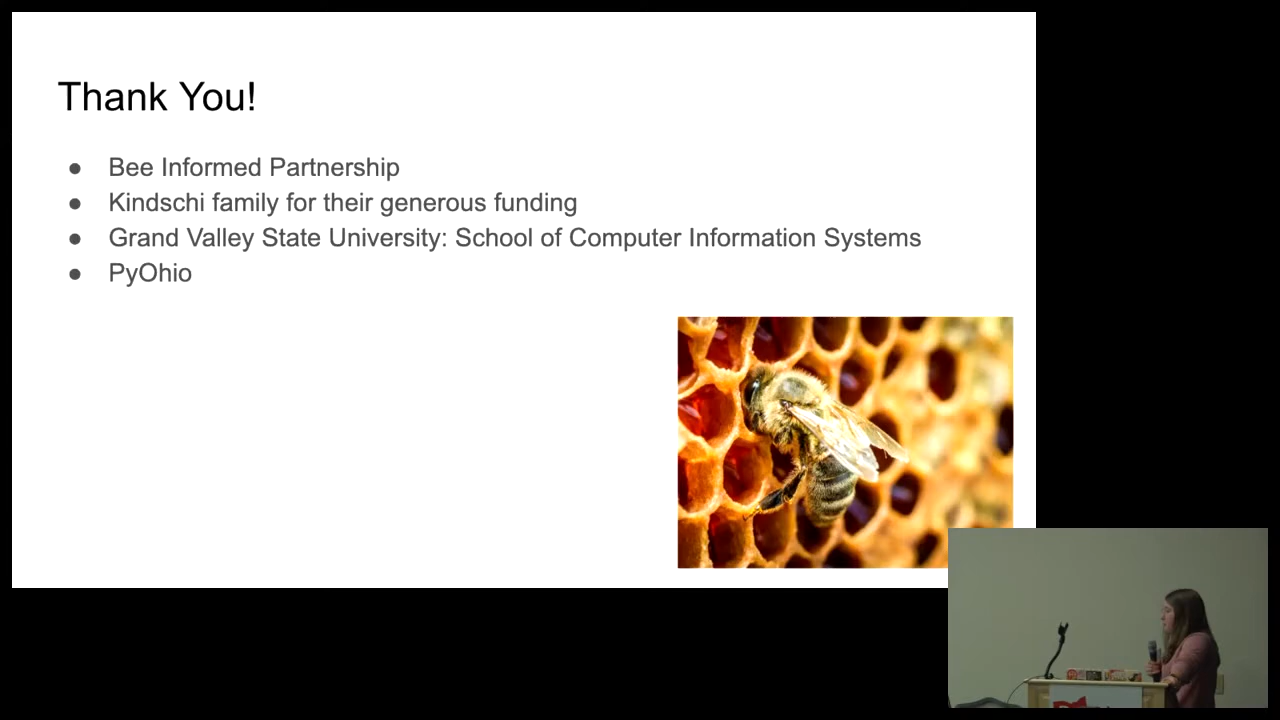 Thank You!
● Bee Informed Partnership
● Kindschi family for their generous funding
● Grand Valley State University: School of Computer Information Systems
● PyOhio